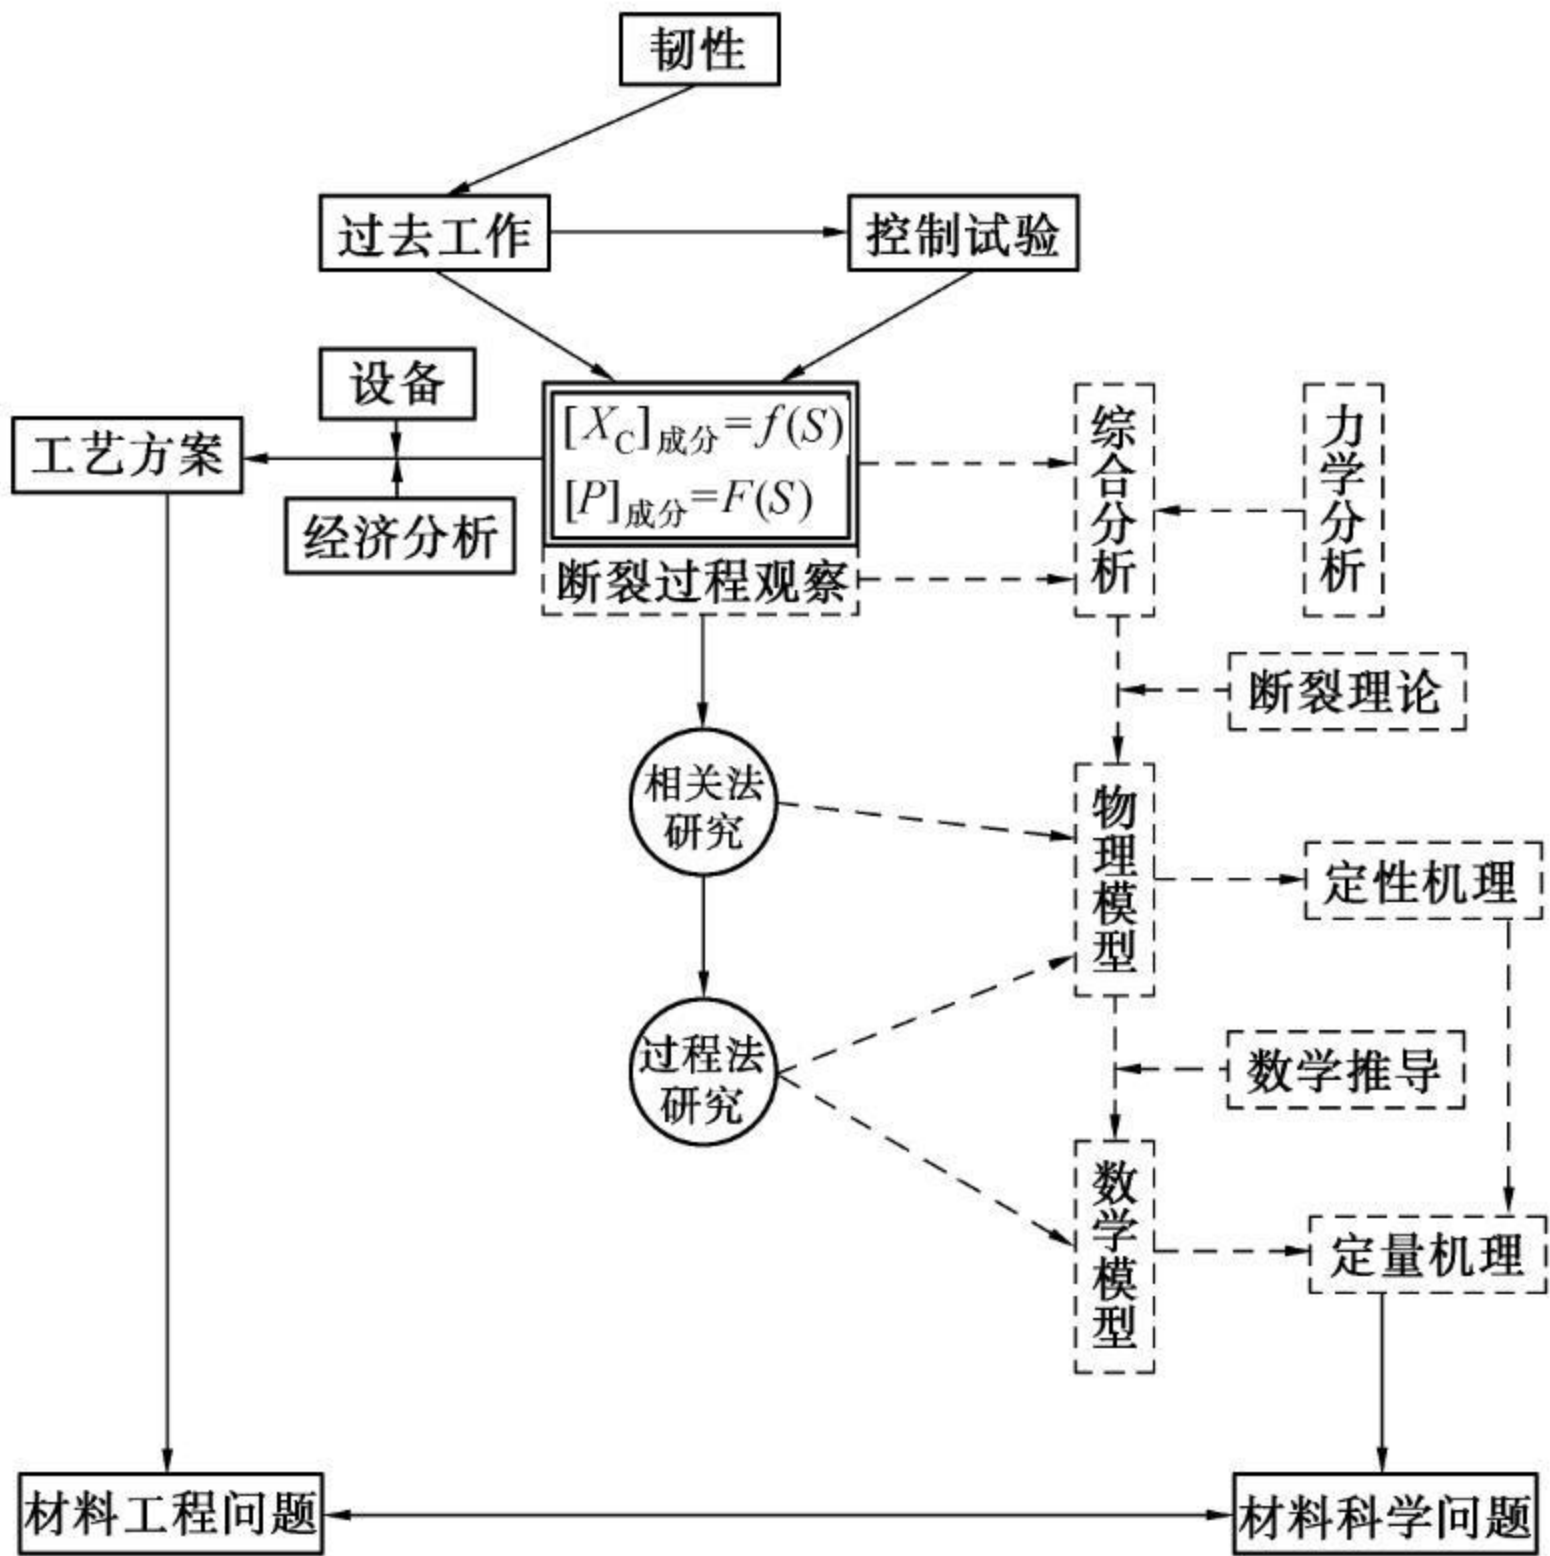 韧性
过去工作
控制试验
设备
工艺方案
经济分析
[X_C]成分=f(S)
[P]成分=F(S)
断裂过程观察
综合分析
力学分析
断裂理论
相关法
研究
物理模型
定性机理
过程法
研究
数学推导
数学模型
定量机理
材料工程问题
材料科学问题